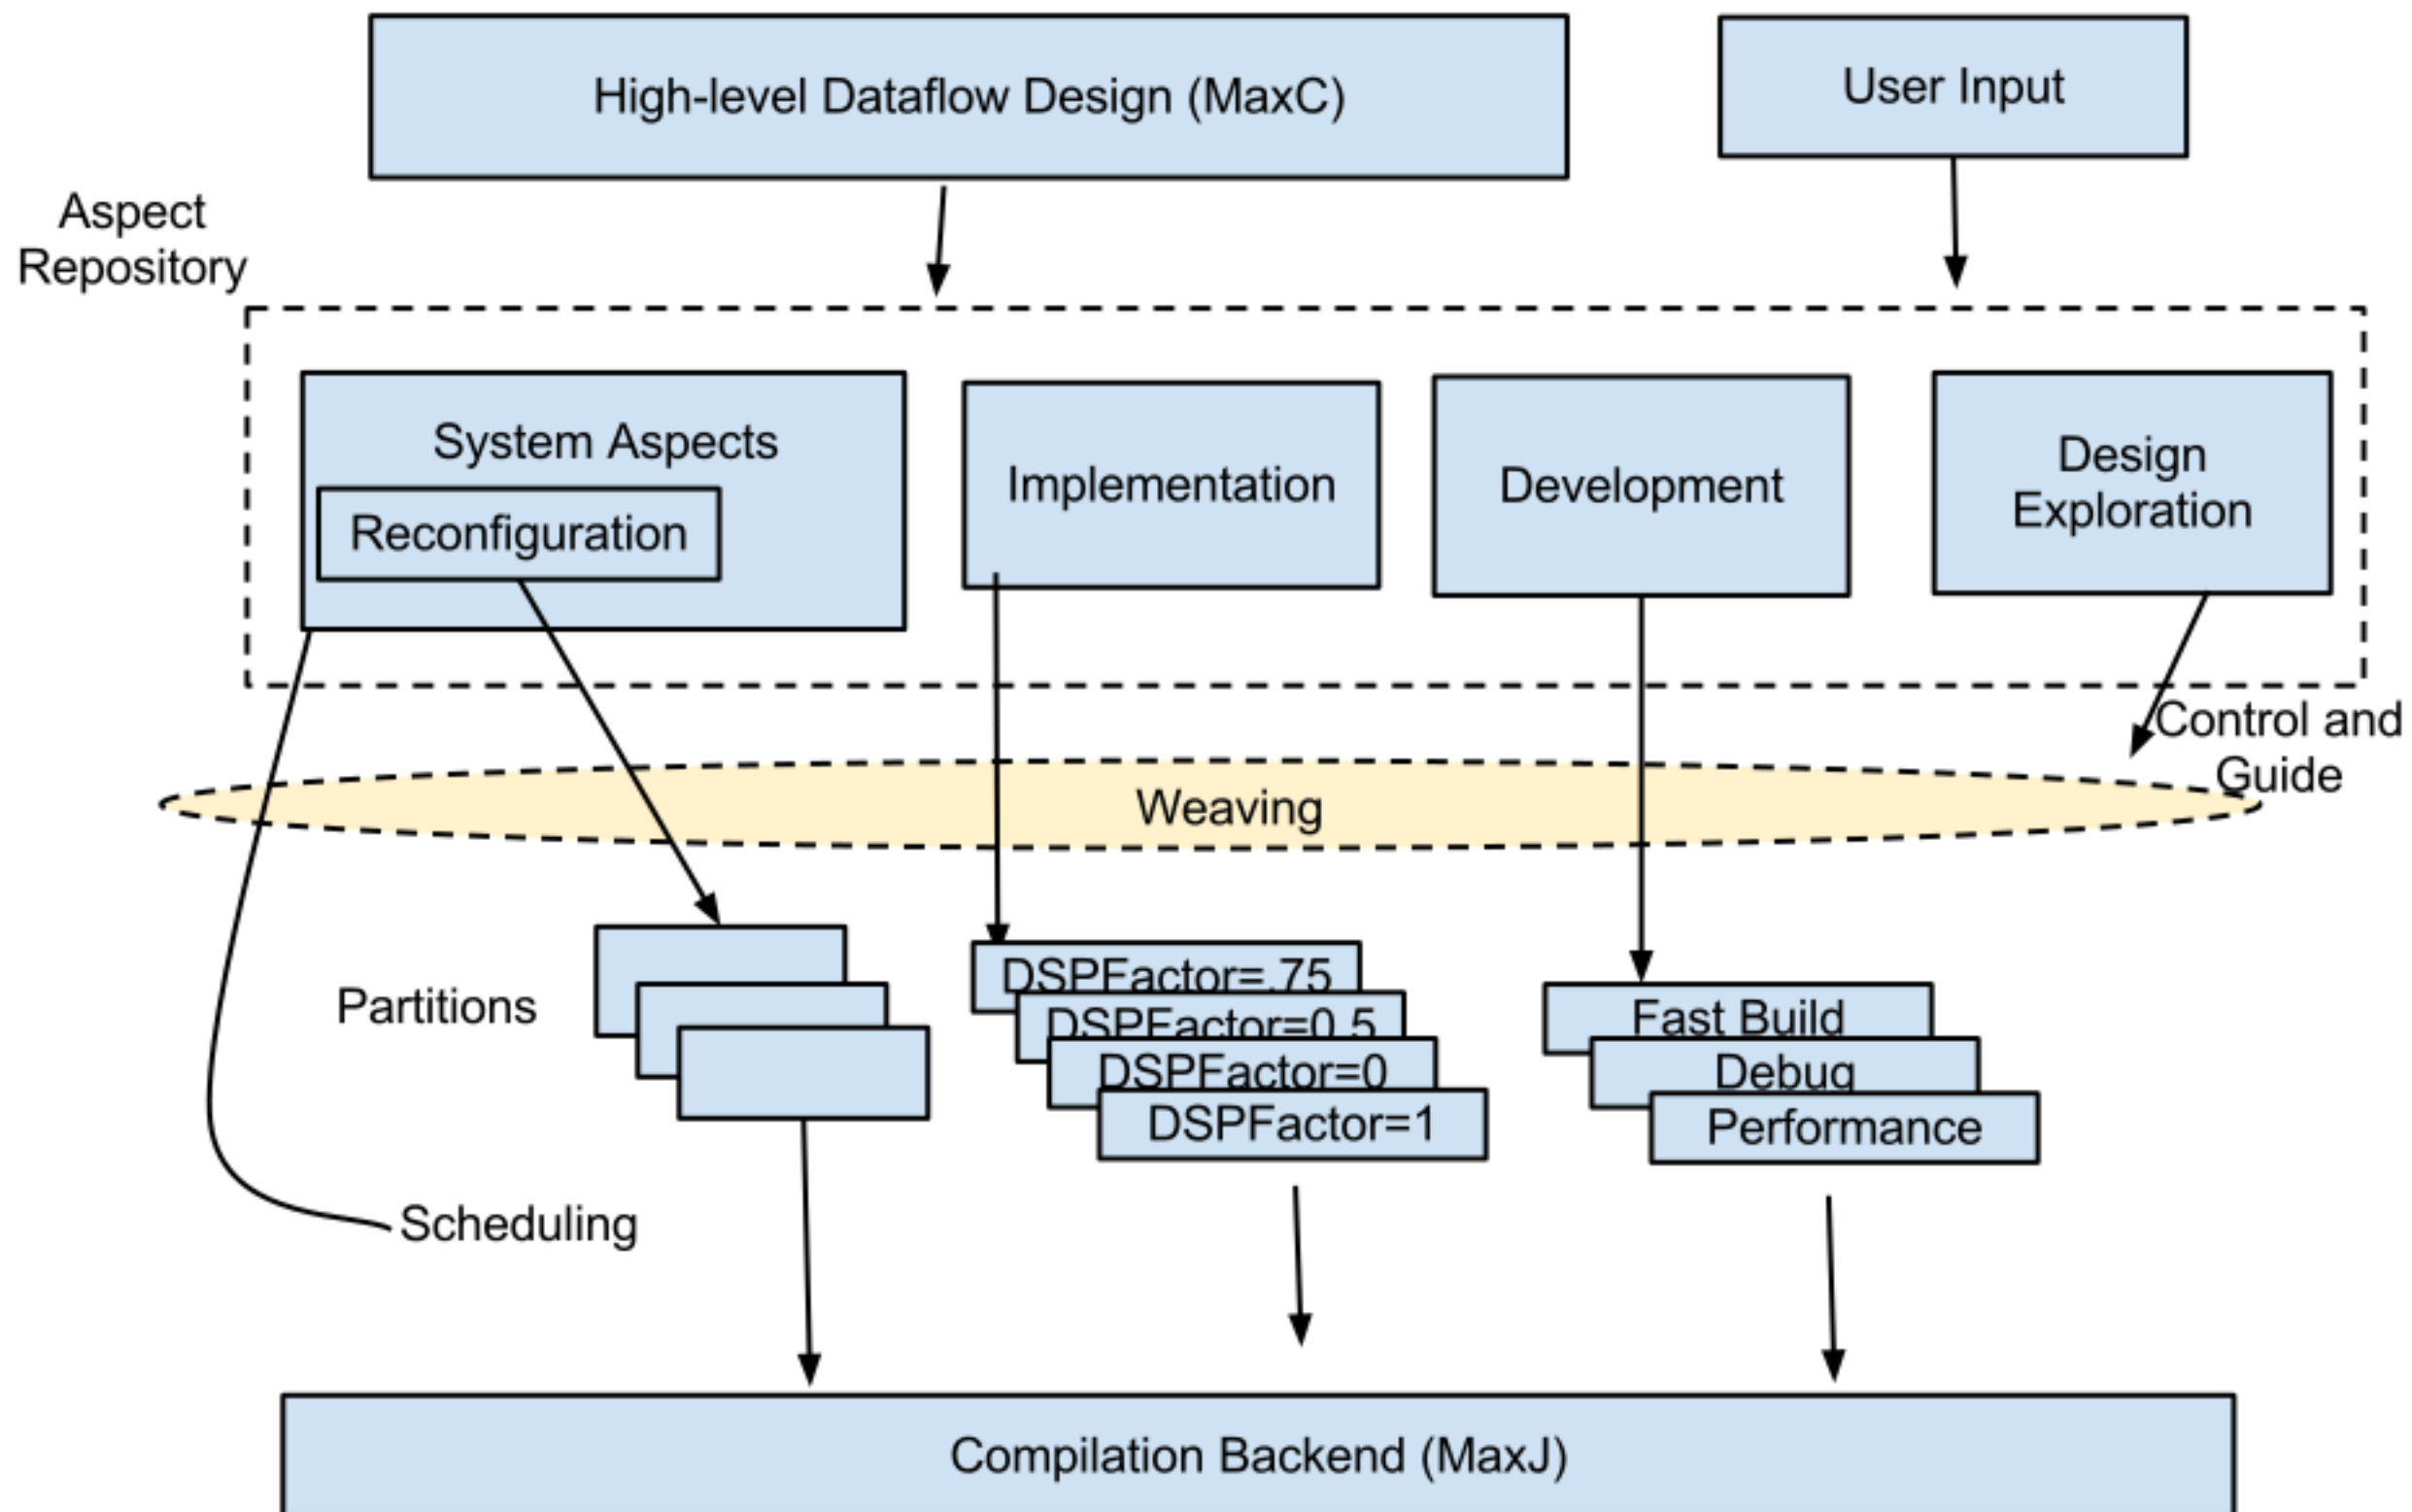 High-level Dataflow Design (MaxC)
User Input
Aspect
Repository
System Aspects
Reconfiguration
Implementation
Development
Design
Exploration
Control and
Guide
Weaving
Partitions
DSPFactor=.75
DSPFactor=0.5
DSPFactor=0
DSPFactor=1
Fast Build
Debug
Performance
Scheduling
Compilation Backend (MaxJ)